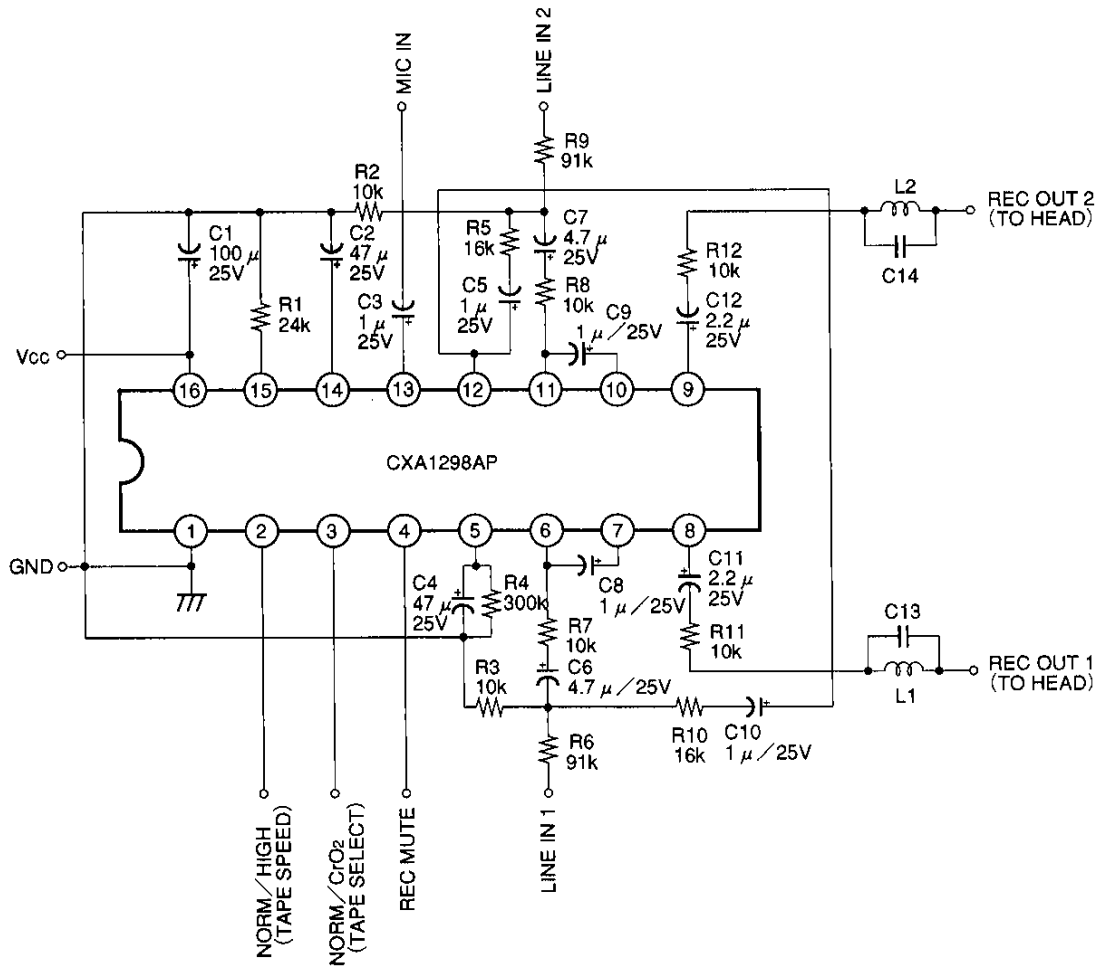 MIC IN
LINE IN 2
R9
91k
R2
10k
L2
REC OUT 2
(TO HEAD)
C14
C1
100 μ
25V
C2
47 μ
25V
R5
16k
C7
4.7 μ
25V
R12
10k
R1
24k
C3
1 μ
25V
C5
1 μ
25V
R8
10k
C9
1 μ/25V
C12
2.2 μ
25V
Vcc
16
15
14
13
12
11
10
9
CXA1298AP
1
2
3
4
5
6
7
8
GND
C4
47 μ
25V
R4
300k
C8
1 μ/25V
C11
2.2 μ
25V
R7
10k
R11
10k
C13
L1
REC OUT 1
(TO HEAD)
R3
10k
C6
4.7 μ/25V
R10
16k
C10
1 μ/25V
R6
91k
NORM/HIGH
(TAPE SPEED)
NORM/CrO2
(TAPE SELECT)
REC MUTE
LINE IN 1